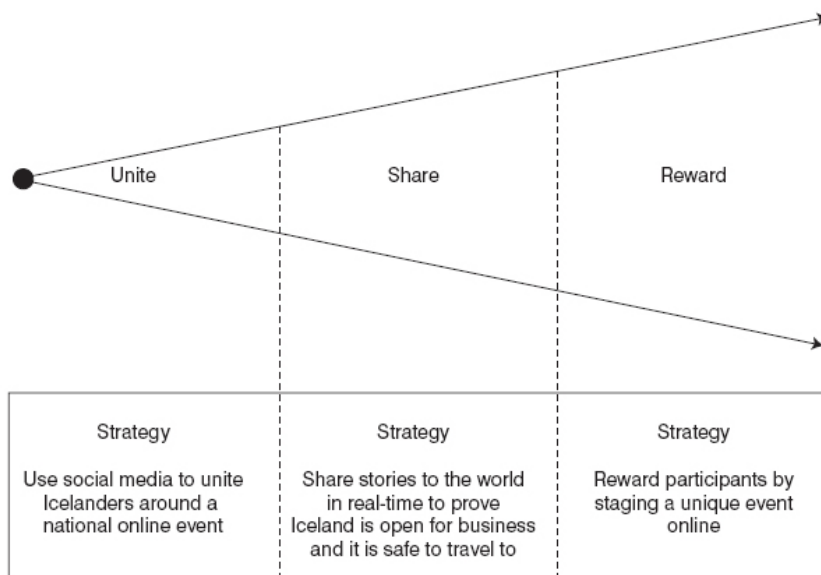 Unite
Share
Reward
Strategy
Use social media to unite
Icelanders around a
national online event
Strategy
Share stories to the world
in real-time to prove
Iceland is open for business
and it is safe to travel to
Strategy
Reward participants by
staging a unique event
online